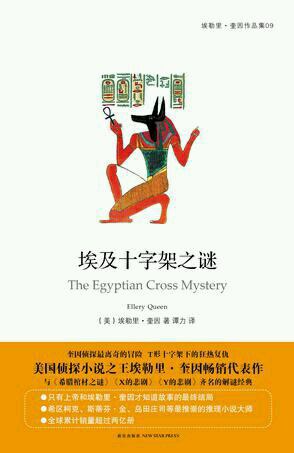 埃勒里·奎因作品集09
埃及十字架之谜
The Egyptian Cross Mystery
Ellery Queen
（美）埃勒里·奎因 著 谭力 译
奎因侦探最离奇的冒险 T形十字架下的狂热复仇
美国侦探小说之王埃勒里·奎因畅销代表作
与《希腊棺材之谜》《X的悲剧》《Y的悲剧》齐名的解谜经典
●只有上帝和埃勒里·奎因才知道故事的最终结局
●希区柯克、斯蒂芬·金、岛田庄司等最推崇的推理小说大师
●全球累计销量超过两亿册
新星出版社 NEW STAR PRESS